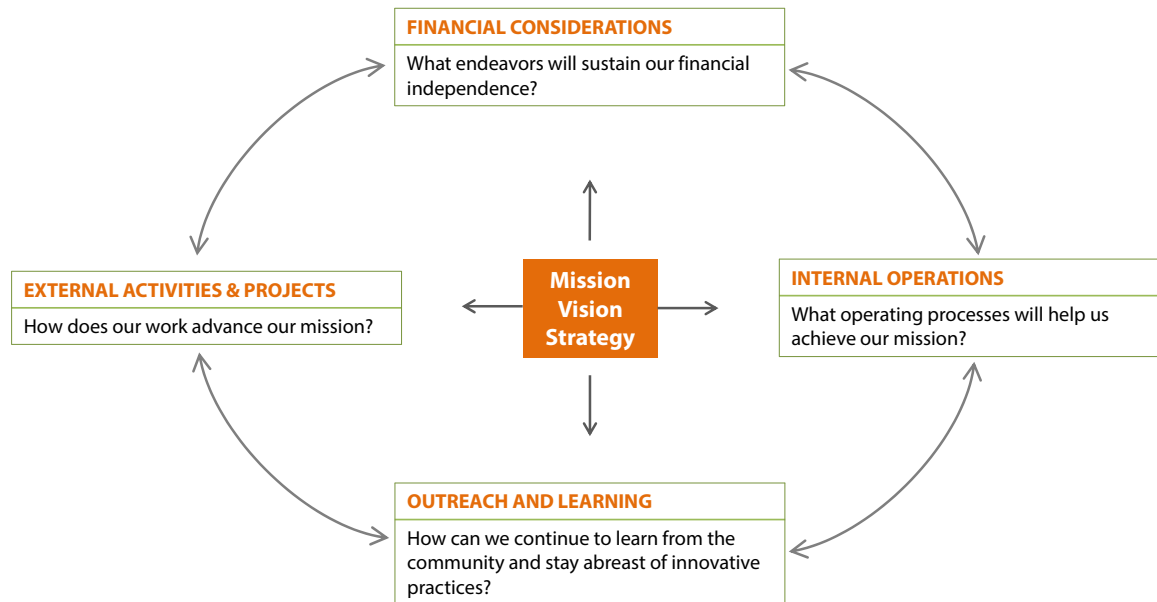 FINANCIAL CONSIDERATIONS
What endeavors will sustain our financial
independence?
EXTERNAL ACTIVITIES & PROJECTS
How does our work advance our mission?
Mission
Vision
Strategy
INTERNAL OPERATIONS
What operating processes will help us
achieve our mission?
OUTREACH AND LEARNING
How can we continue to learn from the
community and stay abreast of innovative
practices?